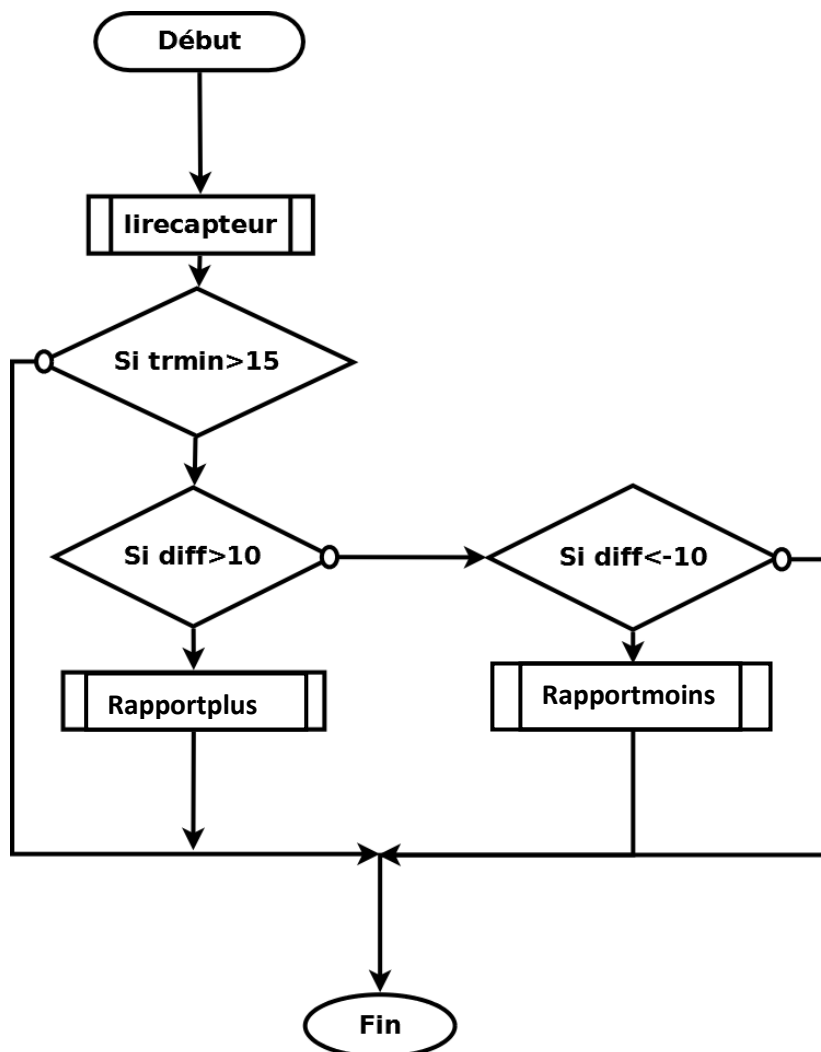 Début
lirecapteur
Si trmin>15
Si diff>10
Si diff<-10
Rapportplus
Rapportmoins
Fin